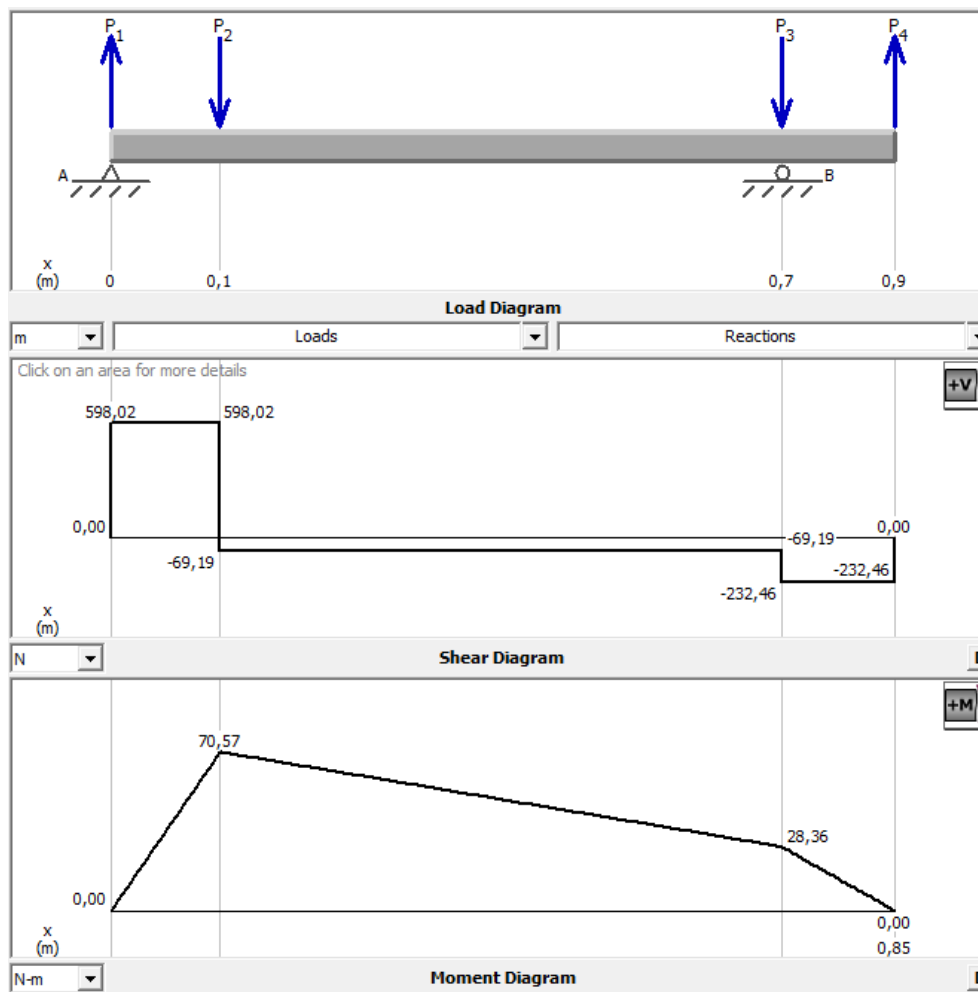 P1 P2 P3 P4
A B
x
(m) 0 0,1 0,7 0,9
Load Diagram
m Loads Reactions
Click on an area for more details
+V
598,02 598,02
0,00 0,00
-69,19 -69,19
-232,46 -232,46
x
(m)
N Shear Diagram
+M
70,57
28,36
0,00
0,00
x
(m) 0,85
N-m Moment Diagram